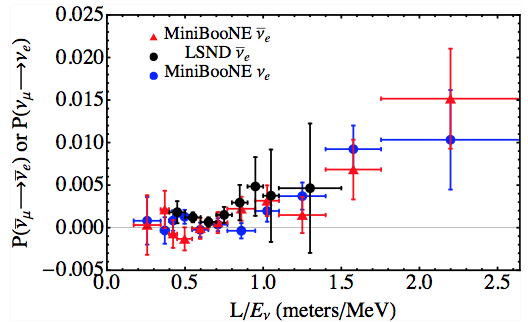 0.025
0.020
0.015
0.010
0.005
0.000
−0.005
P(ν̄μ⟶ν̄e) or P(νμ⟶νe)
MiniBooNE ν̄e
LSND ν̄e
MiniBooNE νe
0.0 0.5 1.0 1.5 2.0 2.5
L/Eν (meters/MeV)